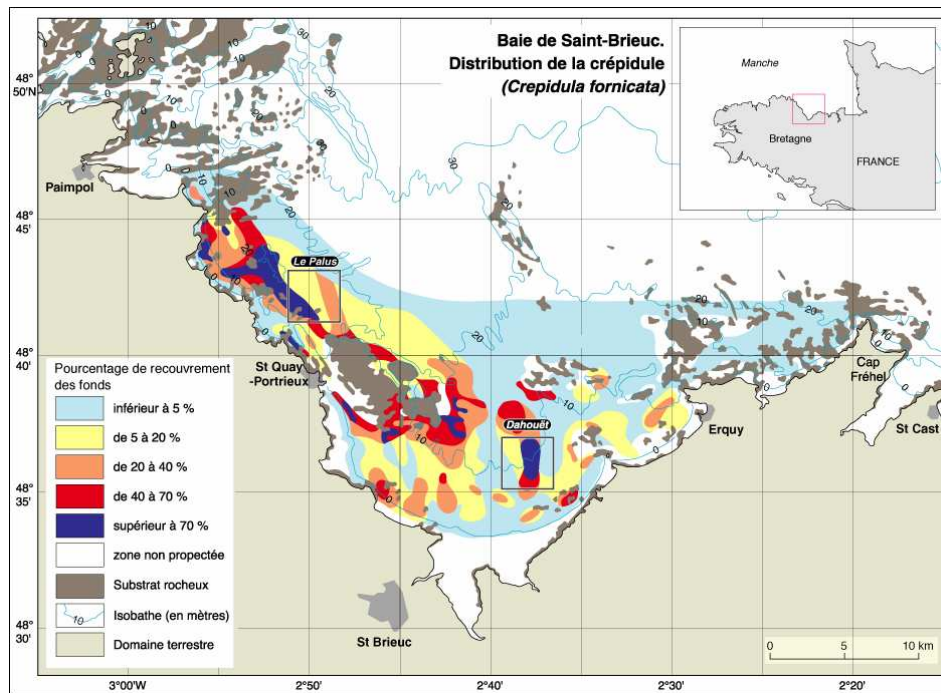 Baie de Saint-Brieuc.
Distribution de la crépidule
(Crepidula fornicata)
Manche
Bretagne
FRANCE
48°
50'N
48°
45'
48°
40'
48°
35'
48°
30'
Paimpol
Le Palus
St Quay
-Portrieux
Dahouët
Erquy
Cap
Fréhel
St Cast
St Brieuc
Pourcentage de recouvrement
des fonds
inférieur à 5 %
de 5 à 20 %
de 20 à 40 %
de 40 à 70 %
supérieur à 70 %
zone non propectée
Substrat rocheux
10
Isobathe (en mètres)
Domaine terrestre
0 5 10 km
3°00'W 2°50' 2°40' 2°30' 2°20'